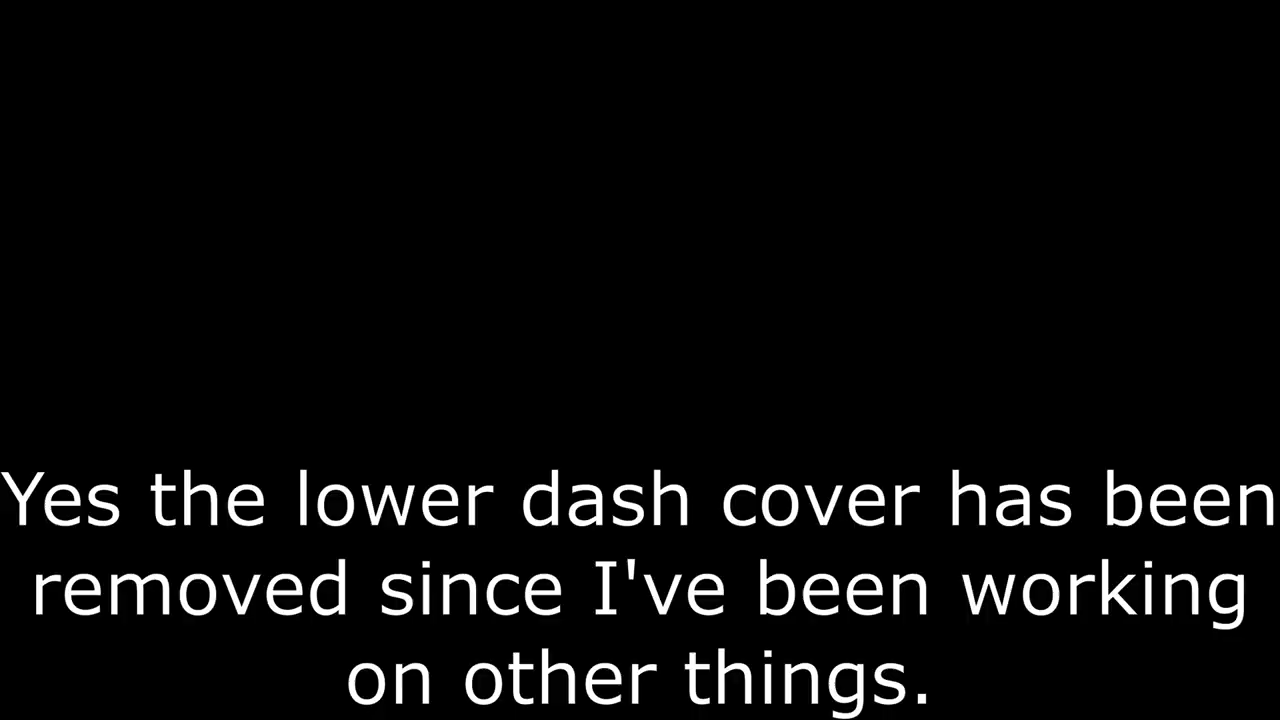 Yes the lower dash cover has been
removed since I've been working
on other things.